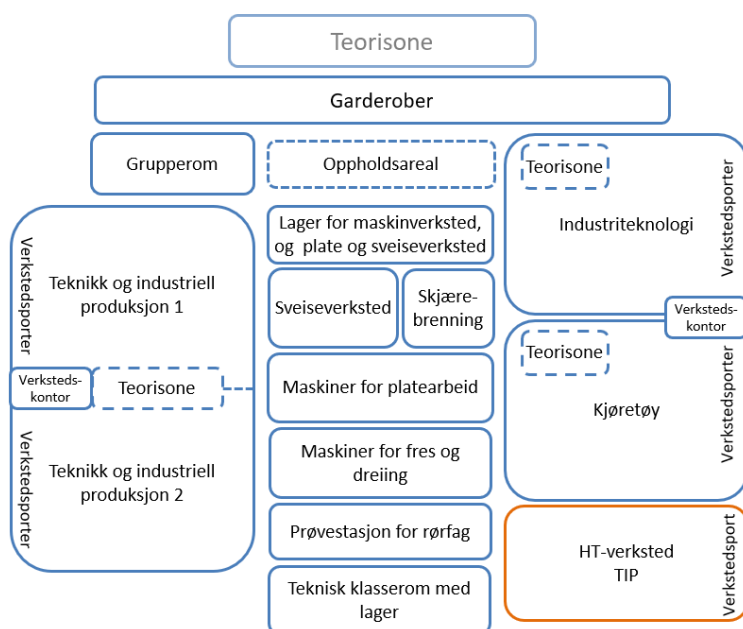 Teorisone
Garderober
Grupperom
Oppholdsareal
Teorisone
Industriteknologi
Verkstedsporter
Verksteds-
kontor
Verkstedsporter
Teknikk og industriell
produksjon 1
Verksteds-
kontor
Teorisone
Verkstedsporter
Teknikk og industriell
produksjon 2
Lager for maskinverksted,
og plate og sveiseverksted
Sveiseverksted
Skjære-
brenning
Maskiner for platearbeid
Maskiner for fres og
dreiing
Prøvestasjon for rørfag
Teknisk klasserom med
lager
Teorisone
Kjøretøy
Verkstedsporter
HT-verksted
TIP
Verkstedsport